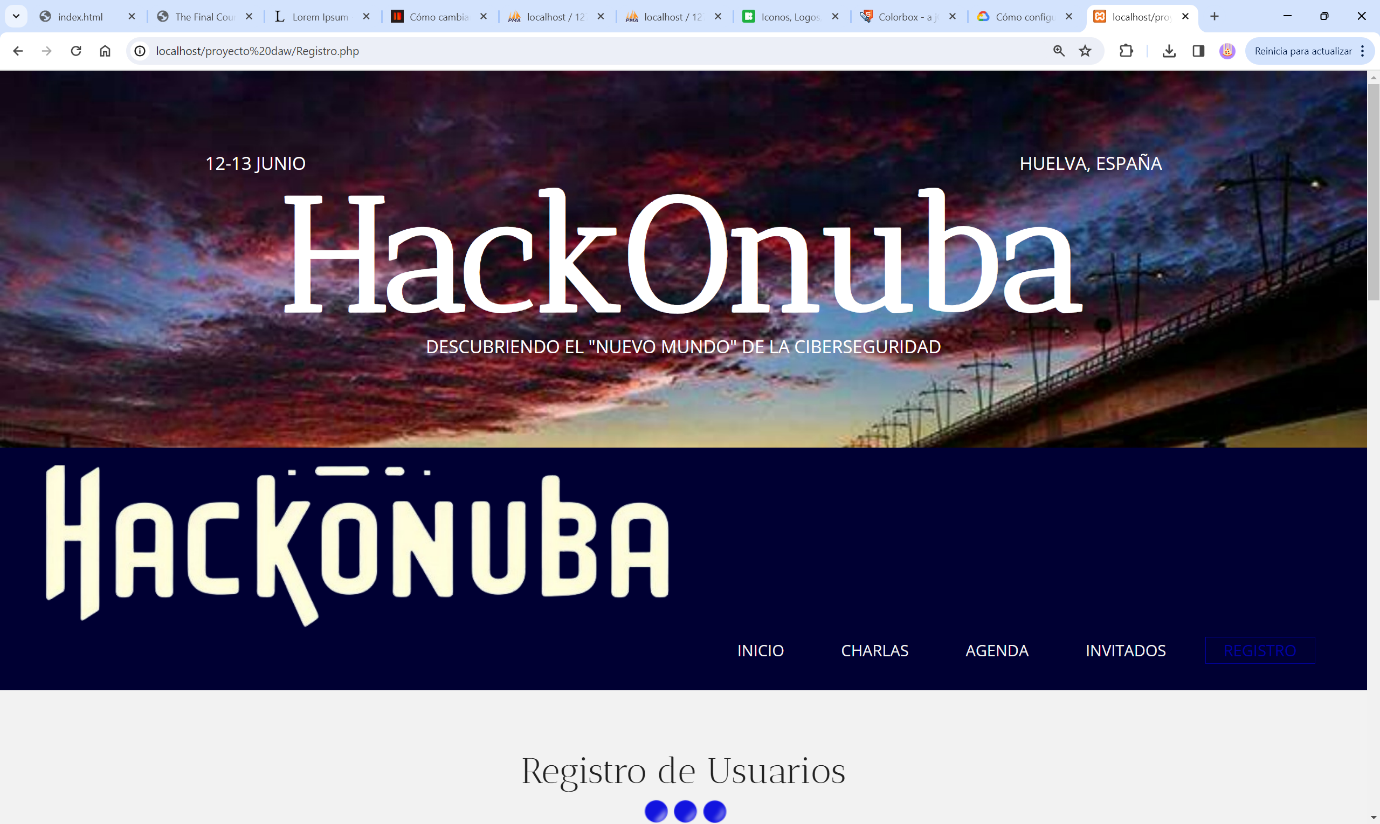 index.html
The Final Cou
Lorem Ipsum
Cómo cambia
localhost / 12
localhost / 12
Iconos, Logos
Colorbox - a j
Cómo config
localhost/pro
localhost/proyecto%20daw/Registro.php
Reinicia para actualizar
12-13 JUNIO
HUELVA, ESPAÑA
HackOnuba
DESCUBRIENDO EL "NUEVO MUNDO" DE LA CIBERSEGURIDAD
HACKONUBA
INICIO
CHARLAS
AGENDA
INVITADOS
REGISTRO
Registro de Usuarios